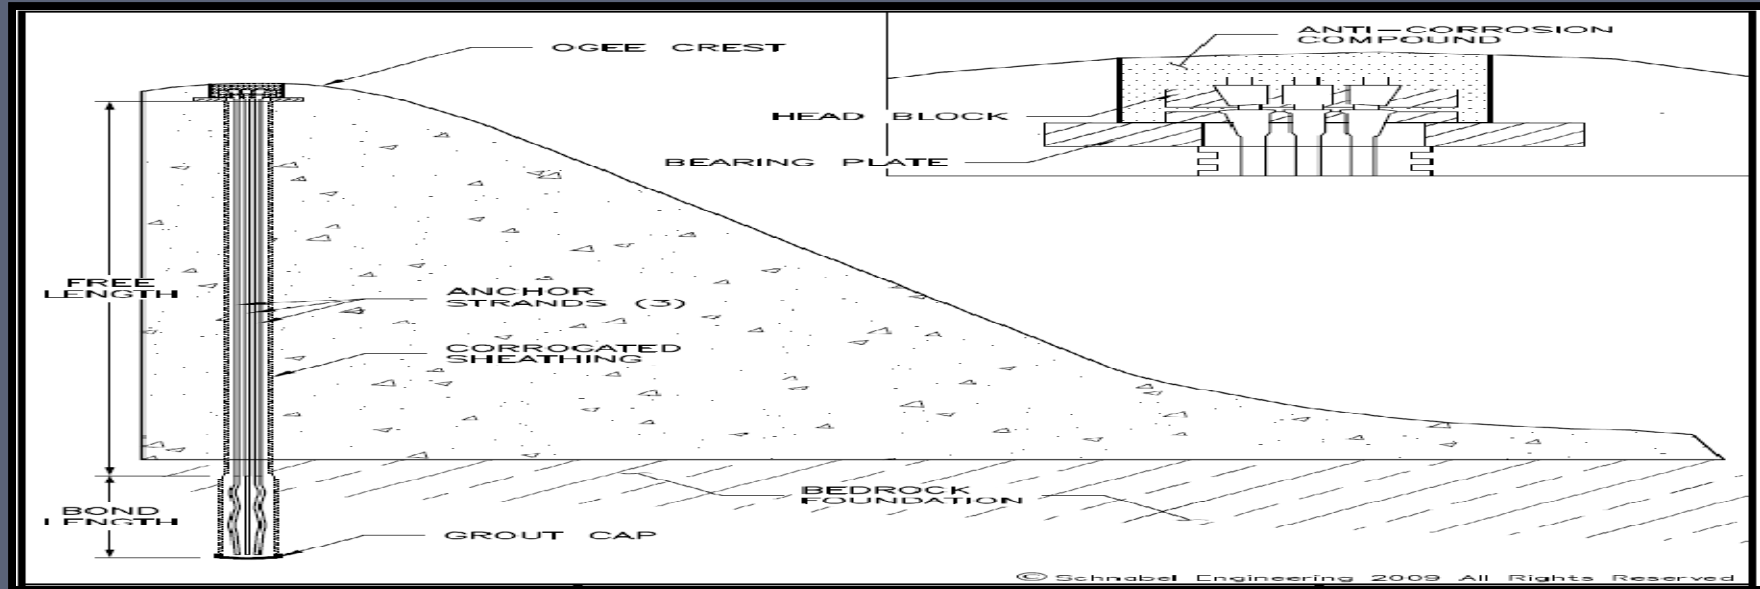 OGEE CREST
ANTI-CORROSION
COMPOUND
HEAD BLOCK
BEARING PLATE
FREE
LENGTH
ANCHOR
STRANDS (3)
CORROGATED
SHEATHING
BOND
LENGTH
BEDROCK
FOUNDATION
GROUT CAP
© Schnabel Engineering 2009 All Rights Reserved